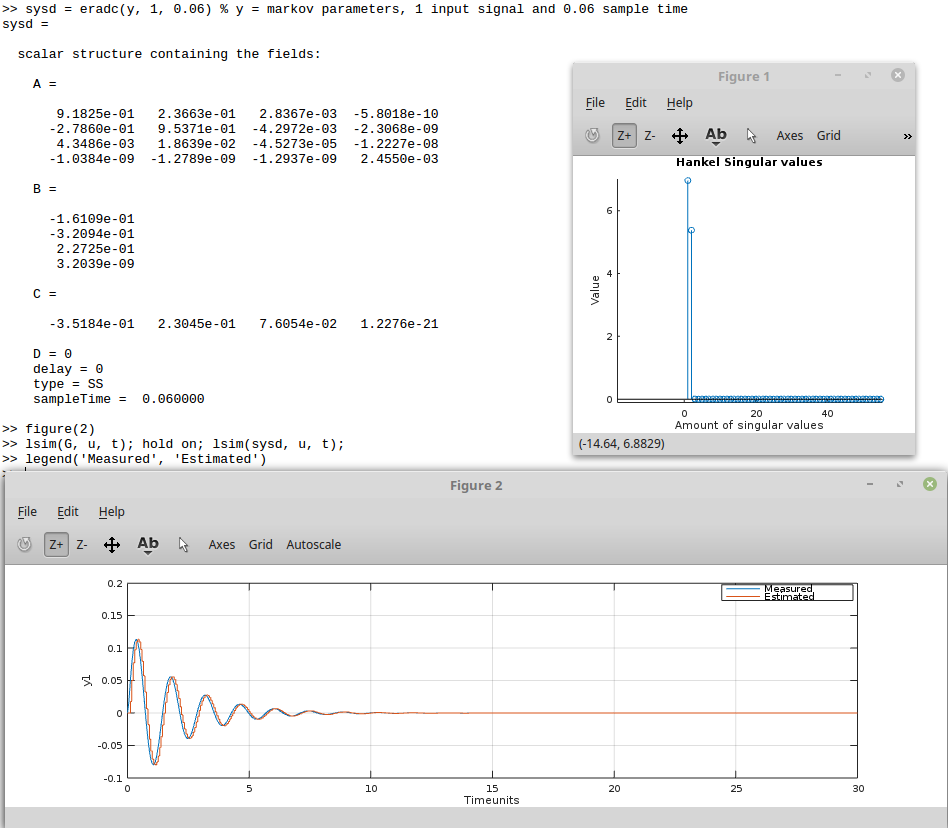 >> sysd = eradc(y, 1, 0.06) % y = markov parameters, 1 input signal and 0.06 sample time
sysd =
scalar structure containing the fields:
A =
9.1825e-01 2.3663e-01 2.8367e-03 -5.8018e-10
-2.7860e-01 9.5371e-01 -4.2972e-03 -2.3068e-09
4.3486e-03 1.8639e-02 -4.5273e-05 -1.2227e-08
-1.0384e-09 -1.2789e-09 -1.2937e-09 2.4550e-03
B =
-1.6109e-01
-3.2094e-01
2.2725e-01
3.2039e-09
C =
-3.5184e-01 2.3045e-01 7.6054e-02 1.2276e-21
D = 0
delay = 0
type = SS
sampleTime = 0.060000
>> figure(2)
>> lsim(G, u, t); hold on; lsim(sysd, u, t);
>> legend('Measured', 'Estimated')
Figure 1
File Edit Help
Z+ Z- Ab Axes Grid »
Hankel Singular values
6
4
2
0
Value
0 20 40
Amount of singular values
(-14.64, 6.8829)
Figure 2
File Edit Help
Z+ Z- Ab Axes Grid Autoscale
Measured
Estimated
0.2
0.15
0.1
0.05
0
-0.05
-0.1
y1
0 5 10 15 20 25 30
Timeunits